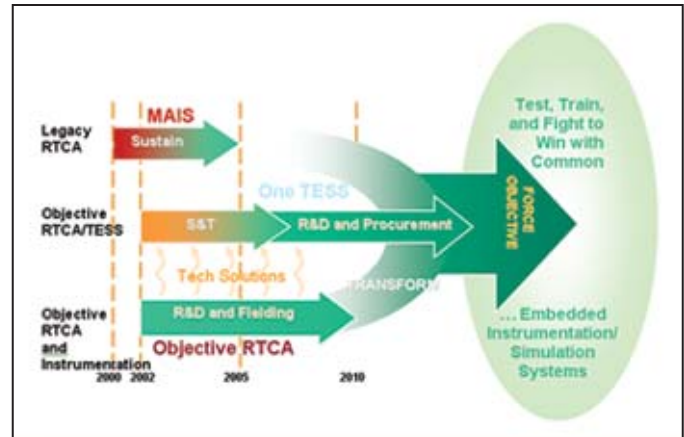 MAIS
Legacy
RTCA
Sustain
One TESS
Objective
RTCA/TESS
S&T
R&D and Procurement
Tech Solutions
TRANSFORM
Objective
RTCA
and
Instrumentation
R&D and Fielding
Objective RTCA
2000
2002
2005
2010
Test, Train,
and Fight to
Win with
Common
FORCE
OBJECTIVE
... Embedded
Instrumentation/
Simulation
Systems